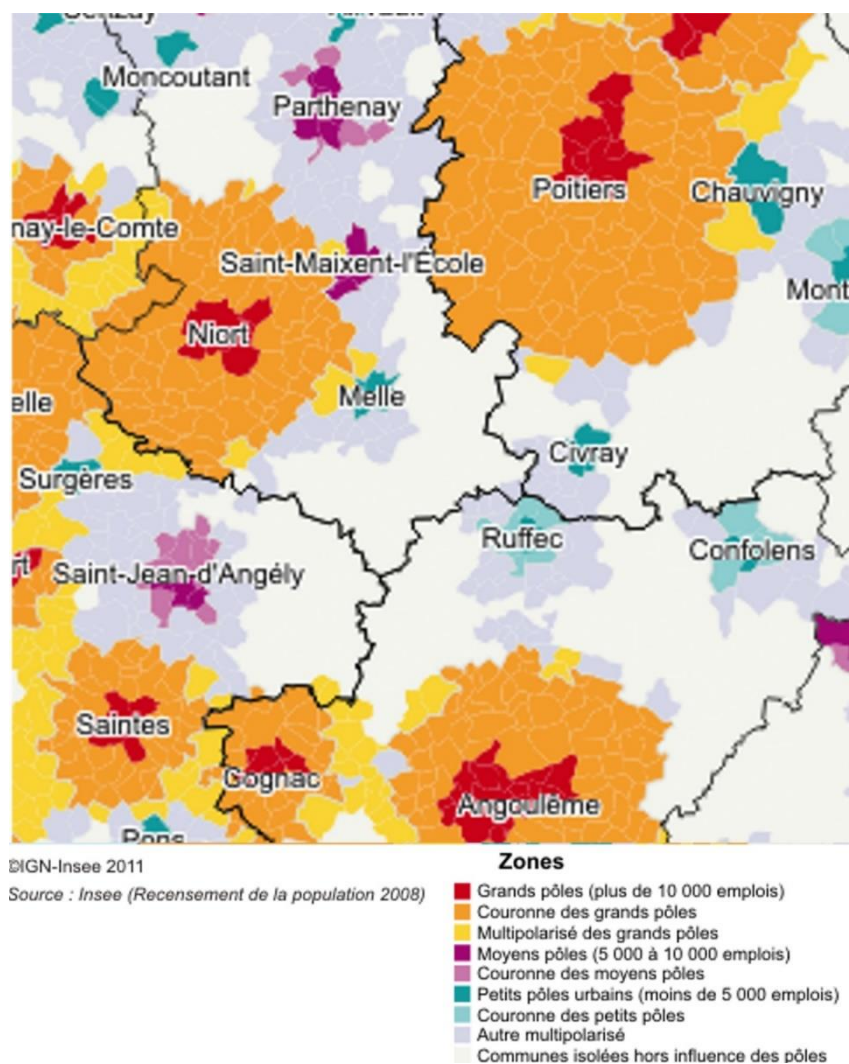 Moncoutant
Parthenay
Poitiers
Chauvigny
nay-le-Comte
Saint-Maixent-l'École
Mont
Niort
elle
Melle
Civray
Surgères
Ruffec
Confolens
rt
Saint-Jean-d'Angély
Saintes
Cognac
Angoulême
Pons
©IGN-Insee 2011
Source : Insee (Recensement de la population 2008)
Zones
Grands pôles (plus de 10 000 emplois)
Couronne des grands pôles
Multipolarisé des grands pôles
Moyens pôles (5 000 à 10 000 emplois)
Couronne des moyens pôles
Petits pôles urbains (moins de 5 000 emplois)
Couronne des petits pôles
Autre multipolarisé
Communes isolées hors influence des pôles